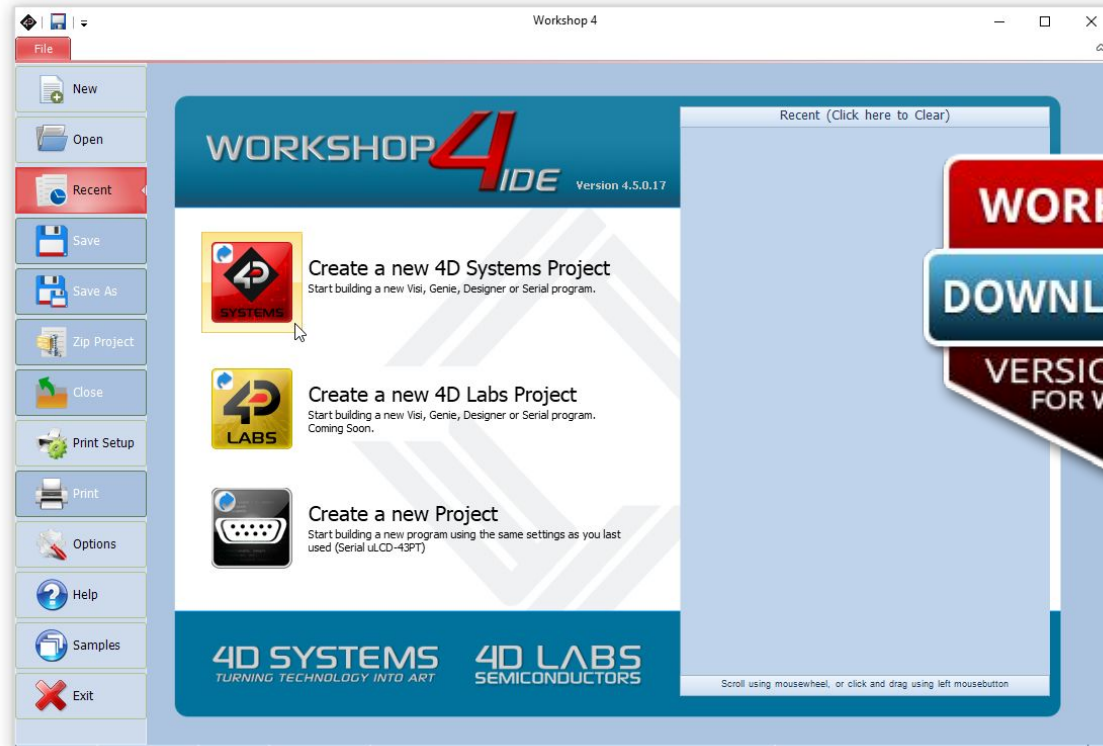 Workshop 4
File
New
Open
Recent
Save
Save As
Zip Project
Close
Print Setup
Print
Options
Help
Samples
Exit
WORKSHOP 4 IDE Version 4.5.0.17
Create a new 4D Systems Project
Start building a new Visi, Genie, Designer or Serial program.
4D
SYSTEMS
Create a new 4D Labs Project
Start building a new Visi, Genie, Designer or Serial program.
Coming Soon.
4D
LABS
Create a new Project
Start building a new program using the same settings as you last
used (Serial uLCD-43PT)
4D SYSTEMS
TURNING TECHNOLOGY INTO ART
4D LABS
SEMICONDUCTORS
Recent (Click here to Clear)
Scroll using mousewheel, or click and drag using left mousebutton
WORK
DOWNL
VERSIO
FOR